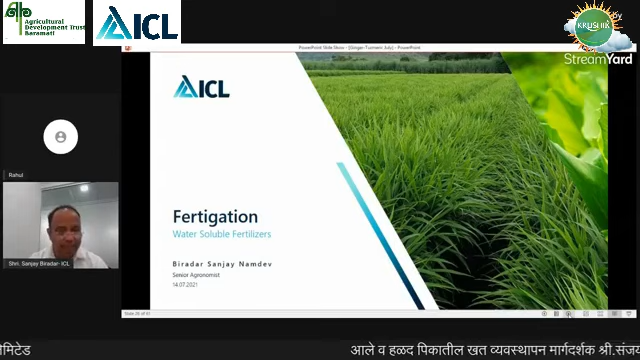 Agricultural
Development Trust
Baramati
ICL
KRUSHIK
StreamYard
PowerPoint Slide Show - [Ginger-Turmeric July] - PowerPoint
ICL
Fertigation
Water Soluble Fertilizers
Biradar Sanjay Namdev
Senior Agronomist
14.07.2021
Rahul
Shri. Sanjay Biradar- ICL
आले व हळद पिकातील खत व्यवस्थापन मार्गदर्शक श्री.संजय